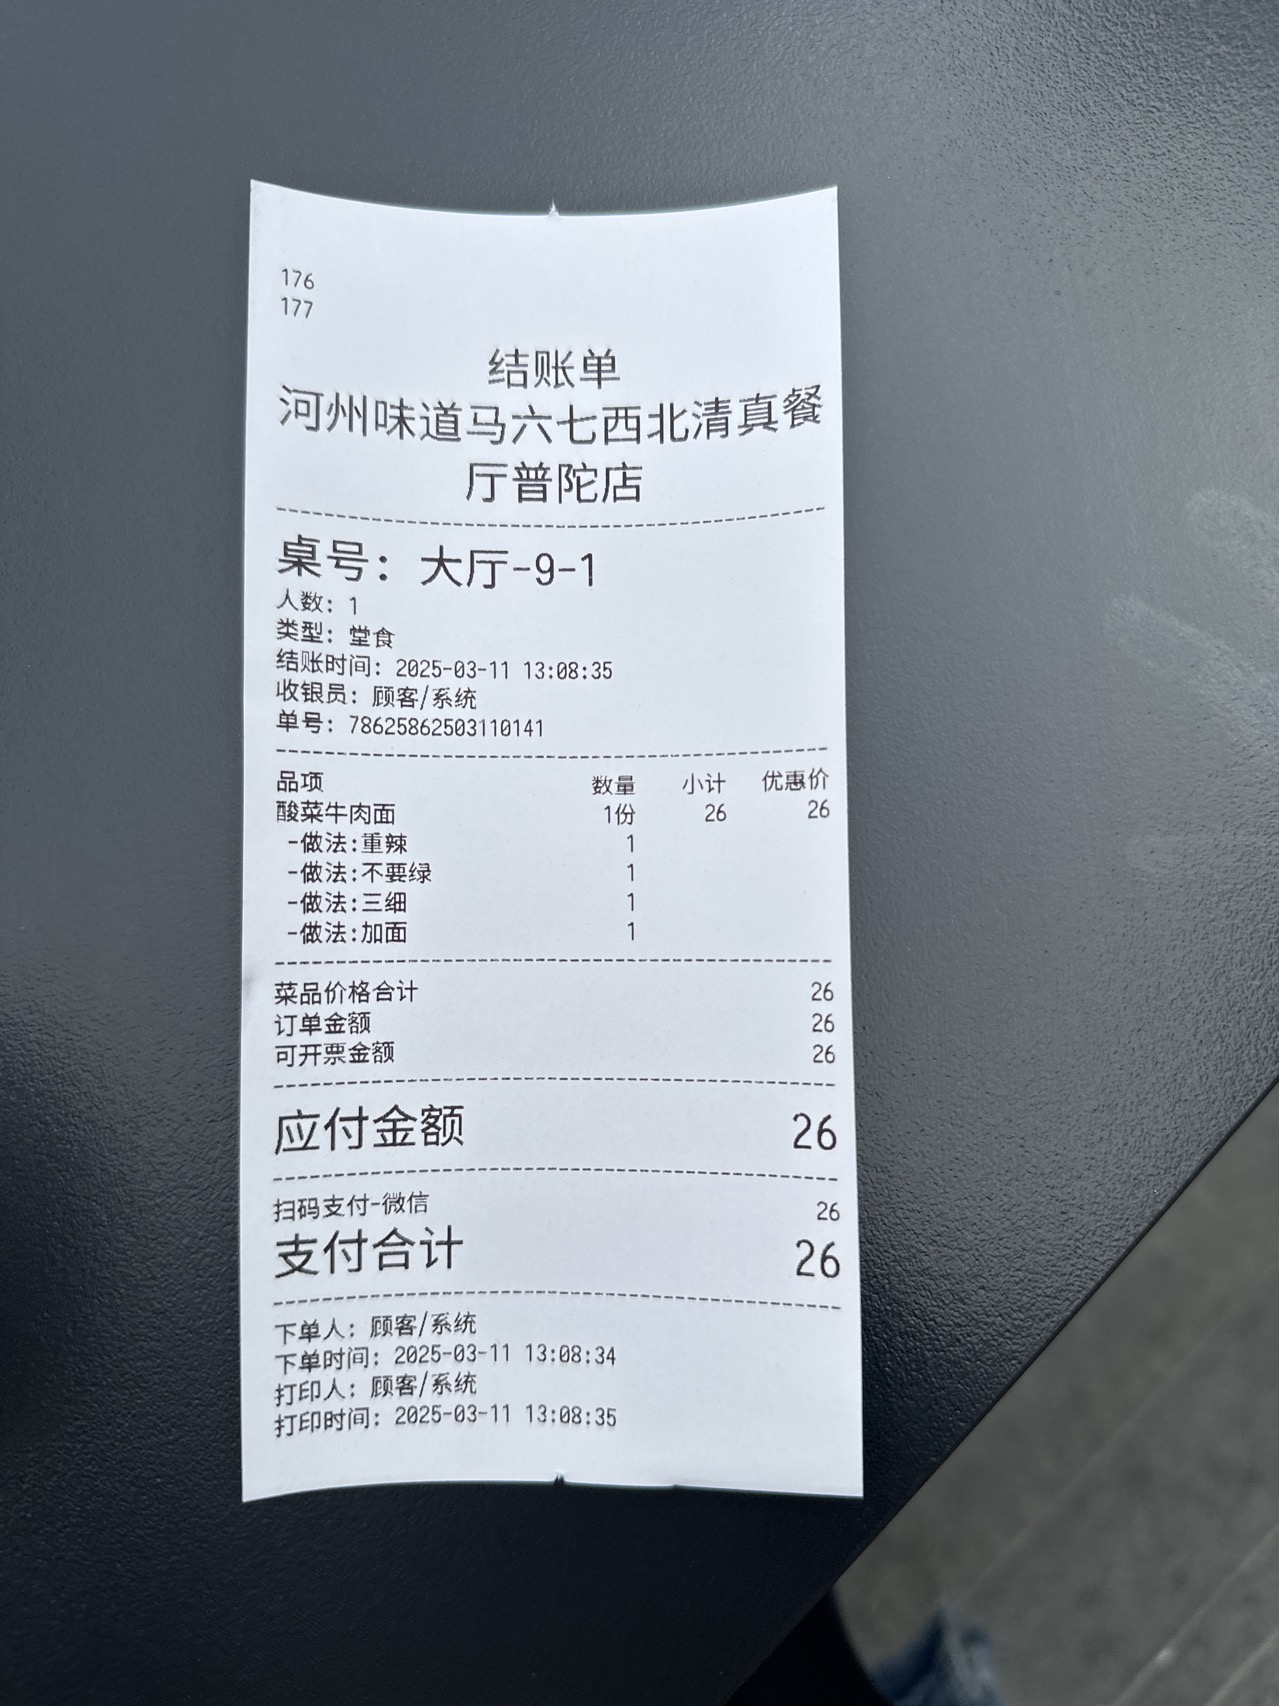 176
177
结账单
河州味道马六七西北清真餐
厅普陀店
桌号：大厅-9-1
人数：1
类型：堂食
结账时间：2025-03-11 13:08:35
收银员：顾客/系统
单号：78625862503110141
品项 数量 小计 优惠价
酸菜牛肉面 1份 26 26
-做法:重辣 1
-做法:不要绿 1
-做法:三细 1
-做法:加面 1
菜品价格合计 26
订单金额 26
可开票金额 26
应付金额 26
扫码支付-微信 26
支付合计 26
下单人：顾客/系统
下单时间：2025-03-11 13:08:34
打印人：顾客/系统
打印时间：2025-03-11 13:08:35